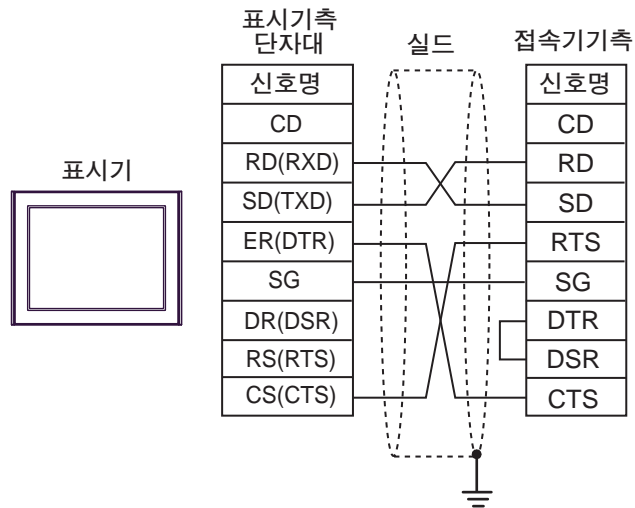 표시기
표시기측
단자대
신호명
CD
RD(RXD)
SD(TXD)
ER(DTR)
SG
DR(DSR)
RS(RTS)
CS(CTS)
실드
접속기기측
신호명
CD
RD
SD
RTS
SG
DTR
DSR
CTS